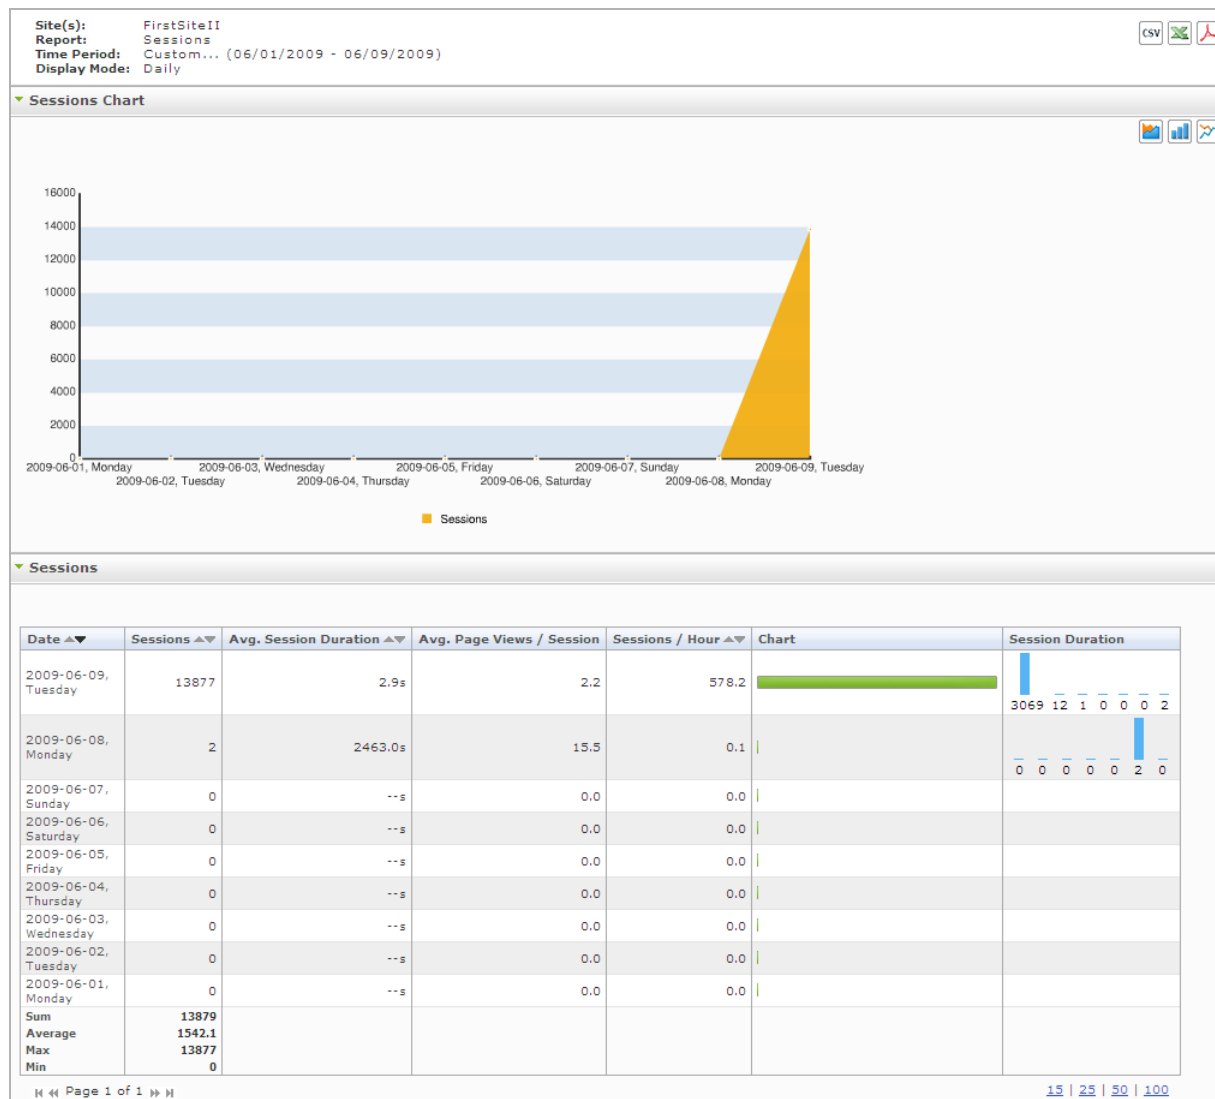 Site(s): FirstSiteII
Report: Sessions
Time Period: Custom... (06/01/2009 - 06/09/2009)
Display Mode: Daily
CSV
Sessions Chart
16000
14000
12000
10000
8000
6000
4000
2000
0
2009-06-01, Monday 2009-06-03, Wednesday 2009-06-05, Friday 2009-06-07, Sunday 2009-06-09, Tuesday
2009-06-02, Tuesday 2009-06-04, Thursday 2009-06-06, Saturday 2009-06-08, Monday
Sessions
Sessions
Date Sessions Avg. Session Duration Avg. Page Views / Session Sessions / Hour Chart Session Duration
2009-06-09, Tuesday 13877 2.9s 2.2 578.2 3069 12 1 0 0 0 2
2009-06-08, Monday 2 2463.0s 15.5 0.1 0 0 0 0 0 2 0
2009-06-07, Sunday 0 --s 0.0 0.0
2009-06-06, Saturday 0 --s 0.0 0.0
2009-06-05, Friday 0 --s 0.0 0.0
2009-06-04, Thursday 0 --s 0.0 0.0
2009-06-03, Wednesday 0 --s 0.0 0.0
2009-06-02, Tuesday 0 --s 0.0 0.0
2009-06-01, Monday 0 --s 0.0 0.0
Sum 13879
Average 1542.1
Max 13877
Min 0
Page 1 of 1 15 | 25 | 50 | 100